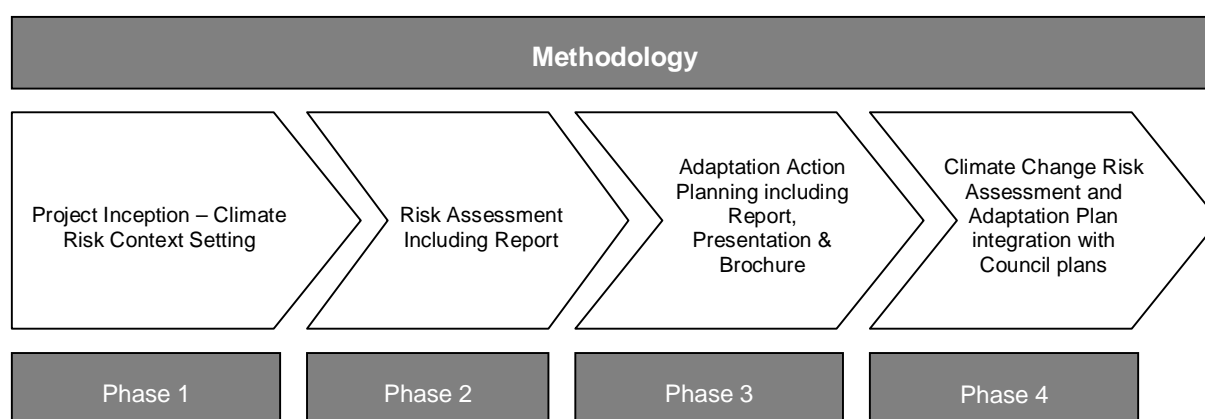 Methodology
Project Inception – Climate
Risk Context Setting
Risk Assessment
Including Report
Adaptation Action
Planning including
Report,
Presentation &
Brochure
Climate Change Risk
Assessment and
Adaptation Plan
integration with
Council plans
Phase 1
Phase 2
Phase 3
Phase 4